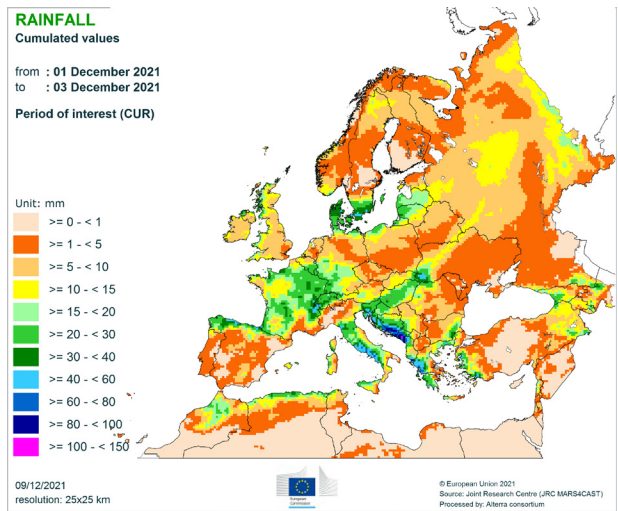 RAINFALL
Cumulated values
from : 01 December 2021
to : 03 December 2021
Period of interest (CUR)
Unit: mm
>= 0 - < 1
>= 1 - < 5
>= 5 - < 10
>= 10 - < 15
>= 15 - < 20
>= 20 - < 30
>= 30 - < 40
>= 40 - < 60
>= 60 - < 80
>= 80 - < 100
>= 100 - < 150
09/12/2021
resolution: 25x25 km
European
Commission
© European Union 2021
Source: Joint Research Centre (JRC MARS4CAST)
Processed by: Alterra consortium